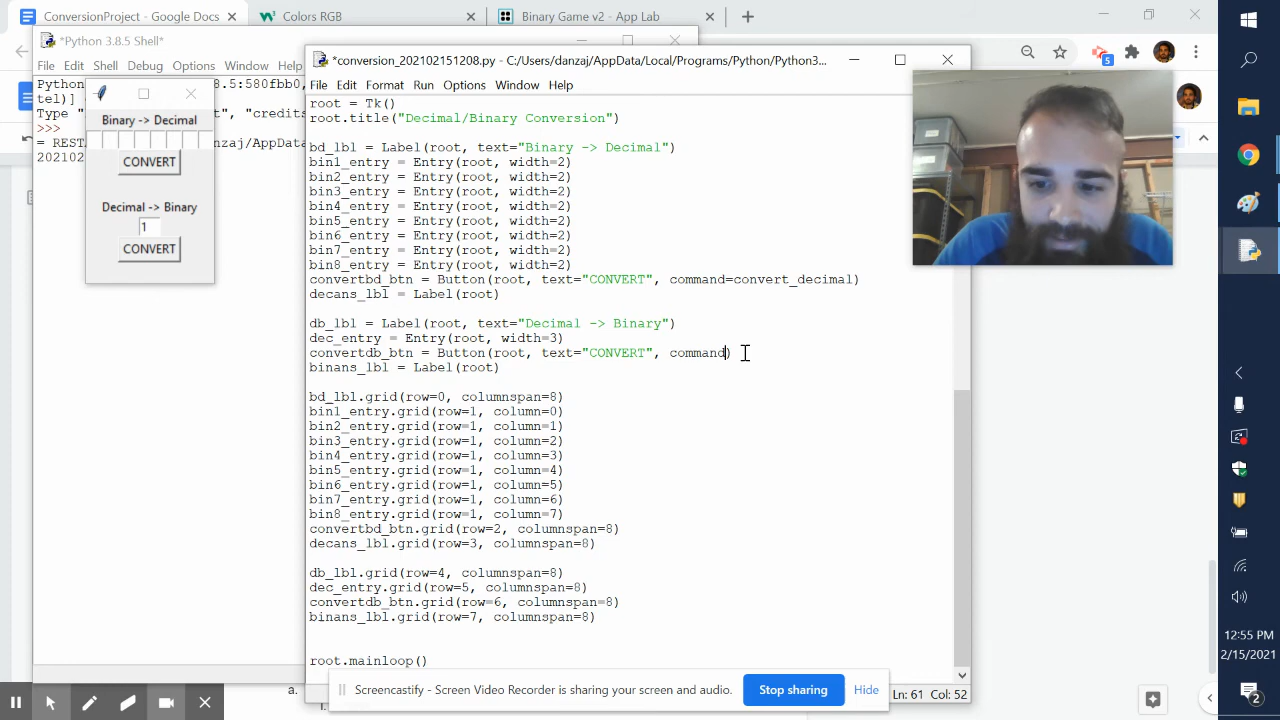 ConversionProject - Google Docs
Colors RGB
Binary Game v2 - App Lab
*Python 3.8.5 Shell*
File Edit Shell Debug Options Window Help
tel)]
>>>
Binary -> Decimal
CONVERT
Decimal -> Binary
1
CONVERT
*conversion_202102151218.py - C:/Users/danzaj/AppData/Local/Programs/Python/Python3...
File Edit Format Run Options Window Help
root = Tk()
root.title("Decimal/Binary Conversion")
bd_lbl = Label(root, text="Binary -> Decimal")
bin1_entry = Entry(root, width=2)
bin2_entry = Entry(root, width=2)
bin3_entry = Entry(root, width=2)
bin4_entry = Entry(root, width=2)
bin5_entry = Entry(root, width=2)
bin6_entry = Entry(root, width=2)
bin7_entry = Entry(root, width=2)
bin8_entry = Entry(root, width=2)
convertbd_btn = Button(root, text="CONVERT", command=convert_decimal)
decans_lbl = Label(root)
db_lbl = Label(root, text="Decimal -> Binary")
dec_entry = Entry(root, width=3)
convertdb_btn = Button(root, text="CONVERT", command)
binans_lbl = Label(root)
bd_lbl.grid(row=0, columnspan=8)
bin1_entry.grid(row=1, column=0)
bin2_entry.grid(row=1, column=1)
bin3_entry.grid(row=1, column=2)
bin4_entry.grid(row=1, column=3)
bin5_entry.grid(row=1, column=4)
bin6_entry.grid(row=1, column=5)
bin7_entry.grid(row=1, column=6)
bin8_entry.grid(row=1, column=7)
convertbd_btn.grid(row=2, columnspan=8)
decans_lbl.grid(row=3, columnspan=8)
db_lbl.grid(row=4, columnspan=8)
dec_entry.grid(row=5, columnspan=8)
convertdb_btn.grid(row=6, columnspan=8)
binans_lbl.grid(row=7, columnspan=8)
root.mainloop()
Ln: 61 Col: 52
Screencastify - Screen Video Recorder is sharing your screen and audio.
Stop sharing
Hide
a.
5
12:55 PM
2/15/2021
2